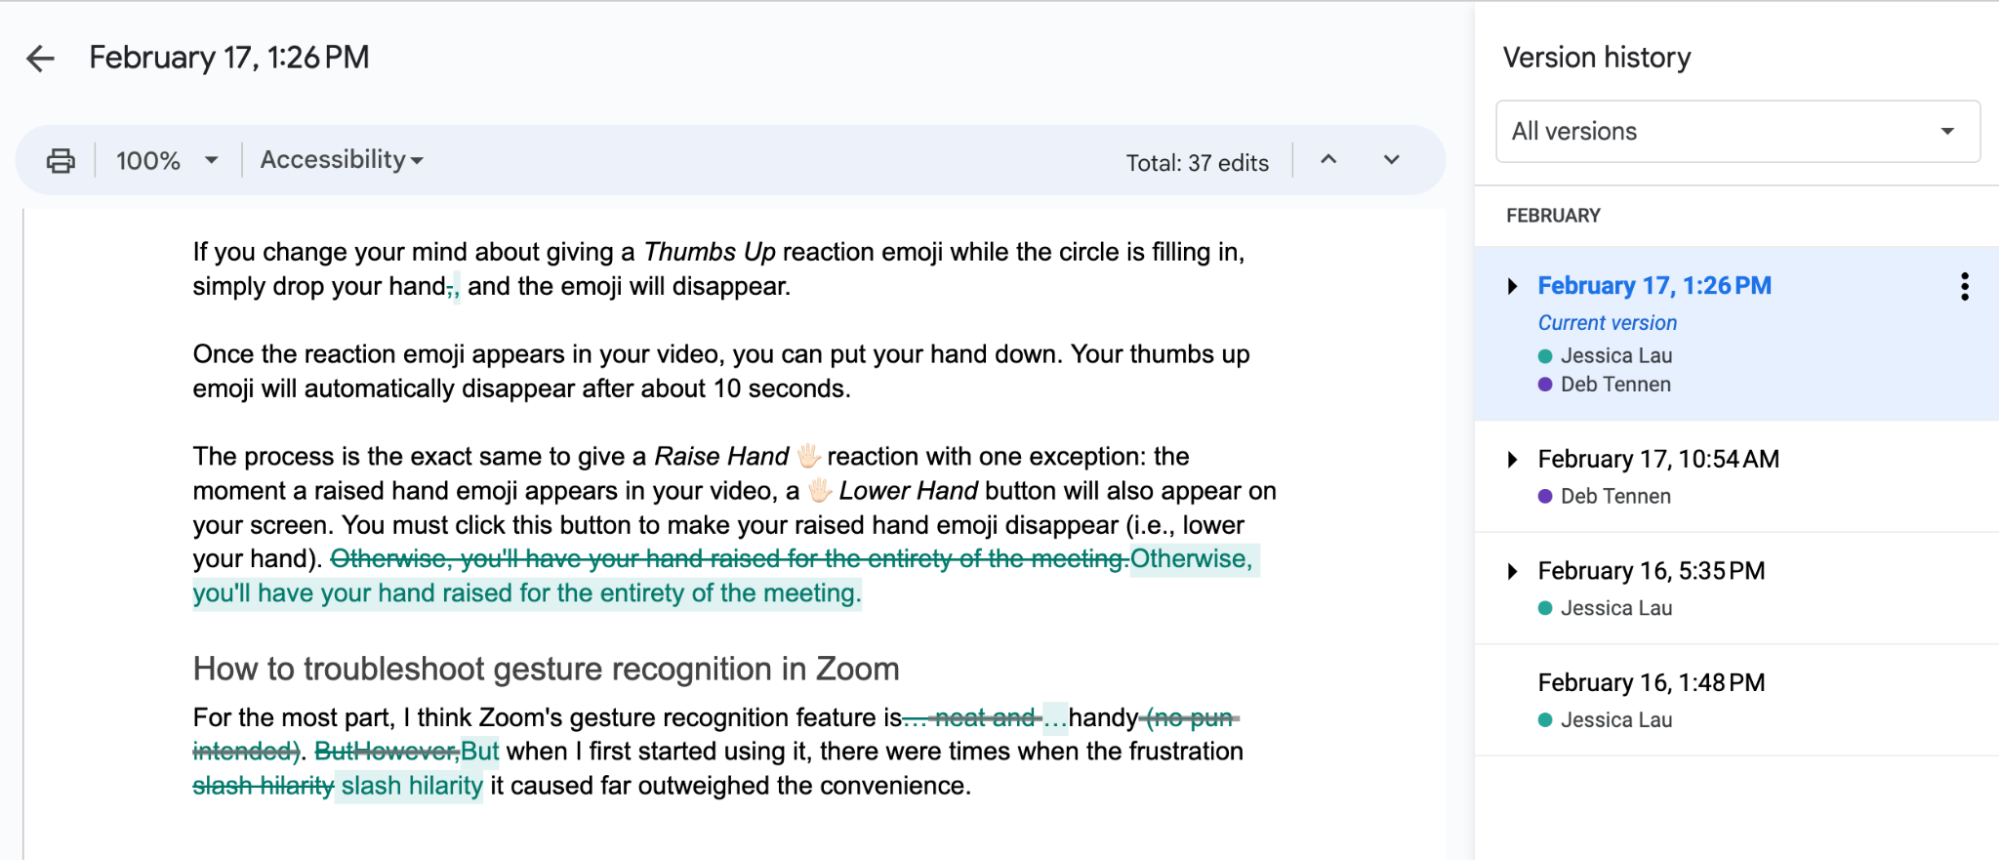 February 17, 1:26 PM
100%
Accessibility
Total: 37 edits
If you change your mind about giving a Thumbs Up reaction emoji while the circle is filling in,
simply drop your hand,, and the emoji will disappear.
Once the reaction emoji appears in your video, you can put your hand down. Your thumbs up
emoji will automatically disappear after about 10 seconds.
The process is the exact same to give a Raise Hand 🖐🏻 reaction with one exception: the
moment a raised hand emoji appears in your video, a 🖐🏻 Lower Hand button will also appear on
your screen. You must click this button to make your raised hand emoji disappear (i.e., lower
your hand). Otherwise, you'll have your hand raised for the entirety of the meeting.Otherwise,
you'll have your hand raised for the entirety of the meeting.
How to troubleshoot gesture recognition in Zoom
For the most part, I think Zoom's gesture recognition feature is… neat and …handy (no pun
intended). ButHowever,But when I first started using it, there were times when the frustration
slash hilarity slash hilarity it caused far outweighed the convenience.
Version history
All versions
FEBRUARY
February 17, 1:26 PM
Current version
Jessica Lau
Deb Tennen
February 17, 10:54 AM
Deb Tennen
February 16, 5:35 PM
Jessica Lau
February 16, 1:48 PM
Jessica Lau